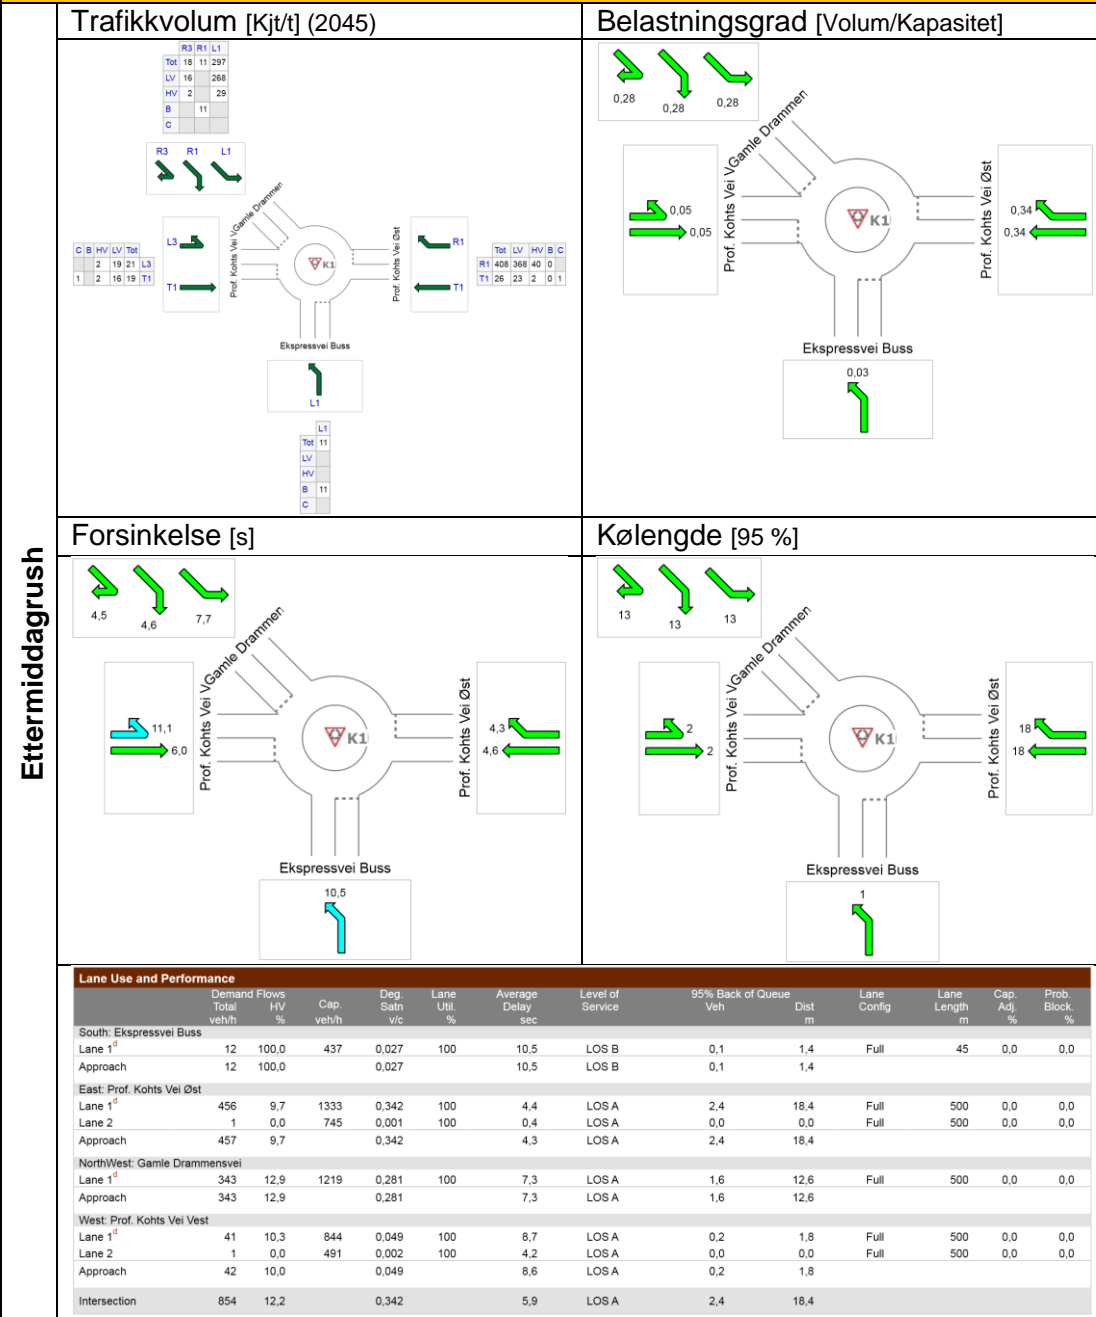 Ettermiddagrush
Trafikkvolum [Kjt/t] (2045)
R3 R1 L1
Tot 18 11 297
LV 16 268
HV 2 29
B 11
C
R3 R1 L1
Gamle Drammen
Prof. Kohts Vei V
L3
T1
C B HV LV Tot
2 19 21 L3
1 2 16 19 T1
K1
Prof. Kohts Vei Øst
R1
T1
Tot LV HV B C
R1 408 368 40 0
T1 26 23 2 0 1
Ekspressvei Buss
L1
L1
Tot 11
LV
HV
B 11
C
Belastningsgrad [Volum/Kapasitet]
0,28 0,28 0,28
Gamle Drammen
Prof. Kohts Vei V
0,05
0,05
K1
Prof. Kohts Vei Øst
0,34
0,34
Ekspressvei Buss
0,03
Forsinkelse [s]
4,5 4,6 7,7
Gamle Drammen
Prof. Kohts Vei V
11,1
6,0
K1
Prof. Kohts Vei Øst
4,3
4,6
Ekspressvei Buss
10,5
Kølengde [95 %]
13 13 13
Gamle Drammen
Prof. Kohts Vei V
2
2
K1
Prof. Kohts Vei Øst
18
18
Ekspressvei Buss
1
Lane Use and Performance
Demand Flows Deg. Lane Average Level of 95% Back of Queue Lane Lane Cap. Prob.
Total HV Cap. Satn Util. Delay Service Veh Dist Config Length Adj. Block.
veh/h % veh/h v/c % sec m m % %
South: Ekspressvei Buss
Lane 1d 12 100,0 437 0,027 100 10,5 LOS B 0,1 1,4 Full 45 0,0 0,0
Approach 12 100,0 0,027 10,5 LOS B 0,1 1,4
East: Prof. Kohts Vei Øst
Lane 1d 456 9,7 1333 0,342 100 4,4 LOS A 2,4 18,4 Full 500 0,0 0,0
Lane 2 1 0,0 745 0,001 100 0,4 LOS A 0,0 0,0 Full 500 0,0 0,0
Approach 457 9,7 0,342 4,3 LOS A 2,4 18,4
NorthWest: Gamle Drammensvei
Lane 1d 343 12,9 1219 0,281 100 7,3 LOS A 1,6 12,6 Full 500 0,0 0,0
Approach 343 12,9 0,281 7,3 LOS A 1,6 12,6
West: Prof. Kohts Vei Vest
Lane 1d 41 10,3 844 0,049 100 8,7 LOS A 0,2 1,8 Full 500 0,0 0,0
Lane 2 1 0,0 491 0,002 100 4,2 LOS A 0,0 0,0 Full 500 0,0 0,0
Approach 42 10,0 0,049 8,6 LOS A 0,2 1,8
Intersection 854 12,2 0,342 5,9 LOS A 2,4 18,4